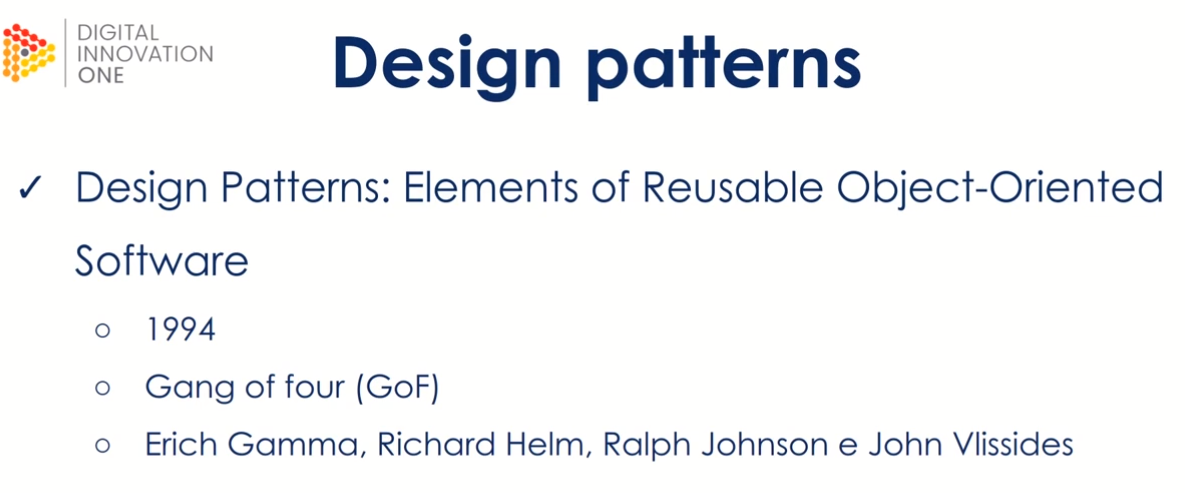 DIGITAL
INNOVATION
ONE
Design patterns
✓ Design Patterns: Elements of Reusable Object-Oriented
Software
○ 1994
○ Gang of four (GoF)
○ Erich Gamma, Richard Helm, Ralph Johnson e John Vlissides